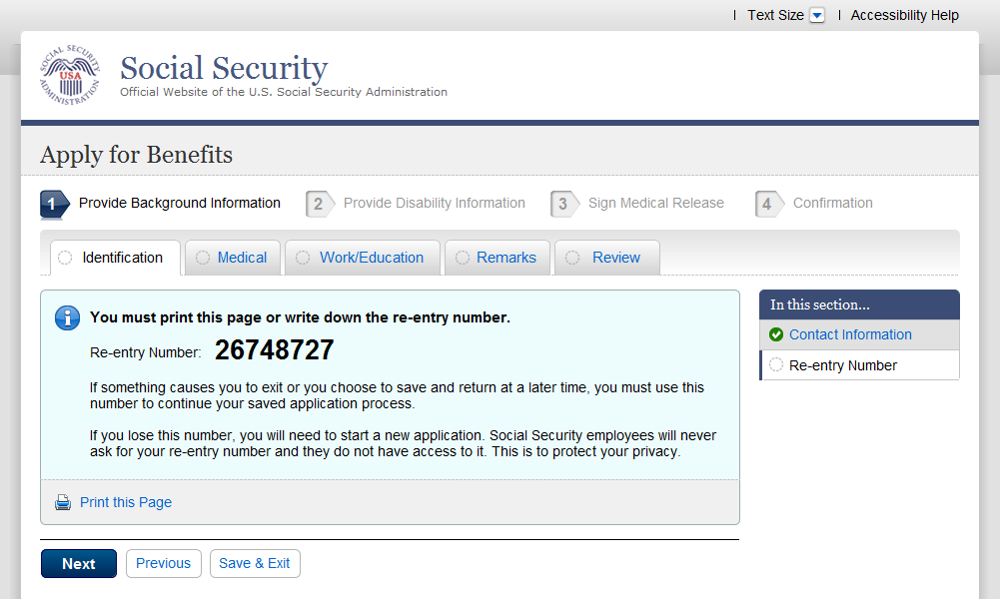 Text Size
Accessibility Help
SOCIAL SECURITY ADMINISTRATION
USA
Social Security
Official Website of the U.S. Social Security Administration
Apply for Benefits
1 Provide Background Information
2 Provide Disability Information
3 Sign Medical Release
4 Confirmation
Identification
Medical
Work/Education
Remarks
Review
You must print this page or write down the re-entry number.
Re-entry Number: 26748727
If something causes you to exit or you choose to save and return at a later time, you must use this
number to continue your saved application process.
If you lose this number, you will need to start a new application. Social Security employees will never
ask for your re-entry number and they do not have access to it. This is to protect your privacy.
Print this Page
In this section...
Contact Information
Re-entry Number
Next
Previous
Save & Exit